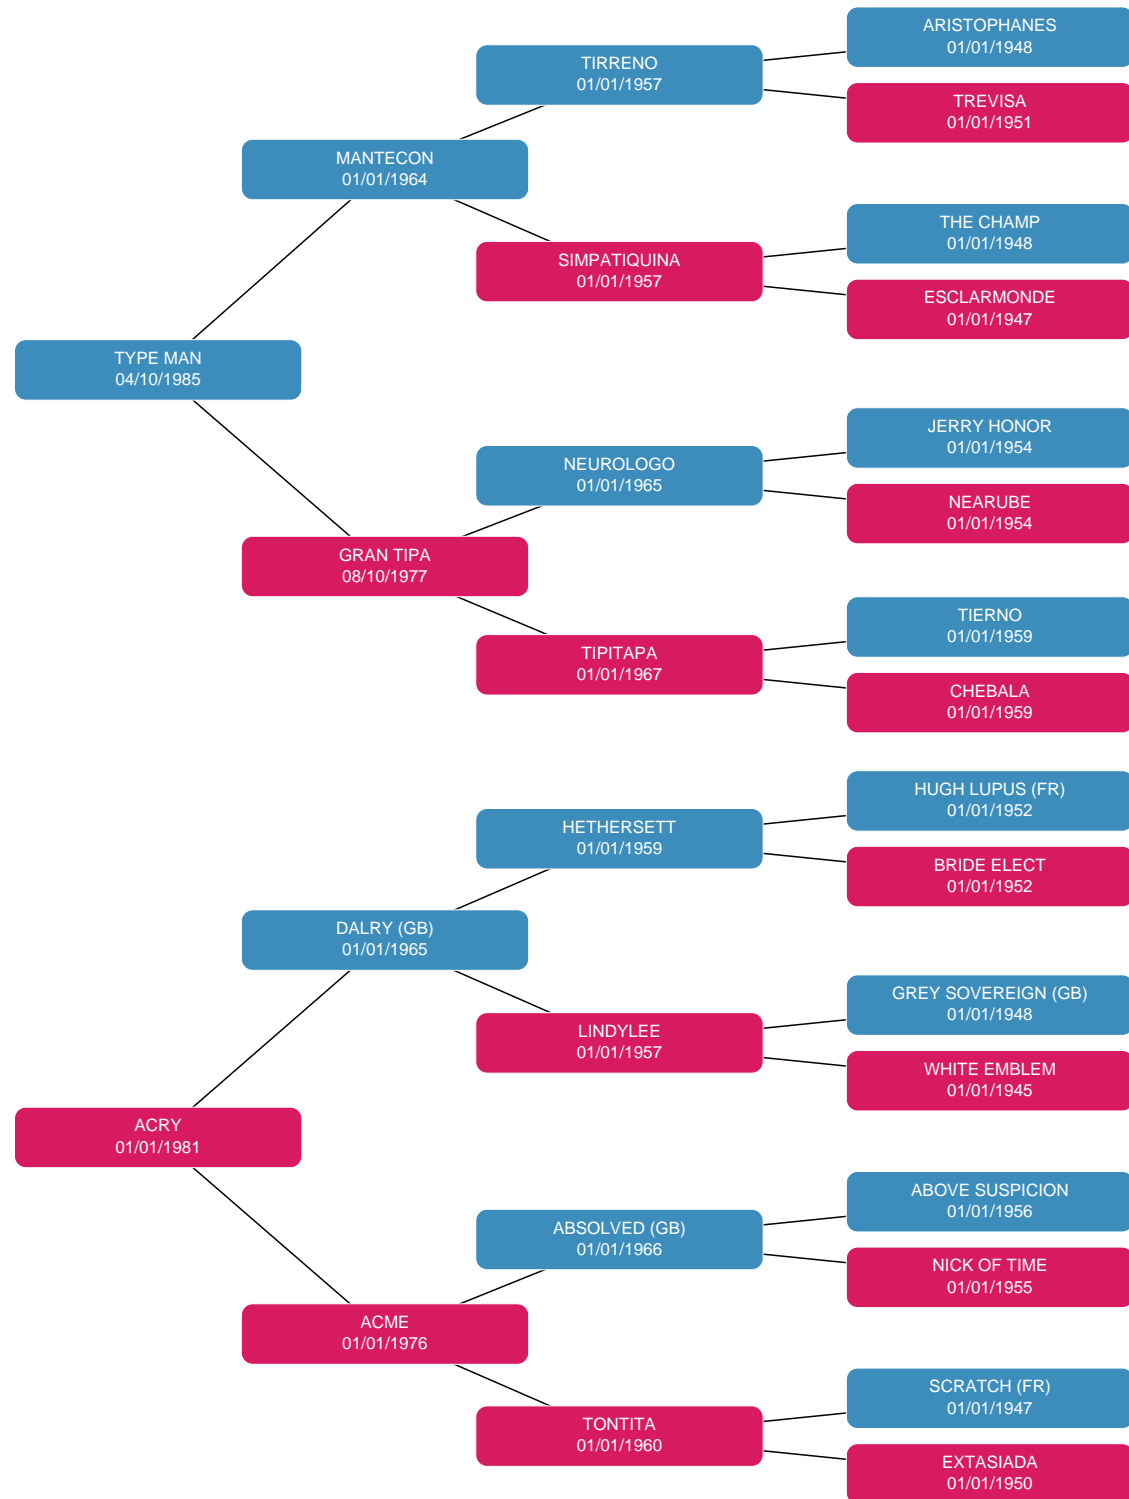 ARISTOPHANES
01/01/1948
TIRRENO
01/01/1957
TREVISA
01/01/1951
MANTECON
01/01/1964
THE CHAMP
01/01/1948
SIMPATIQUINA
01/01/1957
ESCLARMONDE
01/01/1947
TYPE MAN
04/10/1985
JERRY HONOR
01/01/1954
NEUROLOGO
01/01/1965
NEARUBE
01/01/1954
GRAN TIPA
08/10/1977
TIERNO
01/01/1959
TIPITAPA
01/01/1967
CHEBALA
01/01/1959
HUGH LUPUS (FR)
01/01/1952
HETHERSETT
01/01/1959
BRIDE ELECT
01/01/1952
DALRY (GB)
01/01/1965
GREY SOVEREIGN (GB)
01/01/1948
LINDYLEE
01/01/1957
WHITE EMBLEM
01/01/1945
ACRY
01/01/1981
ABOVE SUSPICION
01/01/1956
ABSOLVED (GB)
01/01/1966
NICK OF TIME
01/01/1955
ACME
01/01/1976
SCRATCH (FR)
01/01/1947
TONTITA
01/01/1960
EXTASIADA
01/01/1950